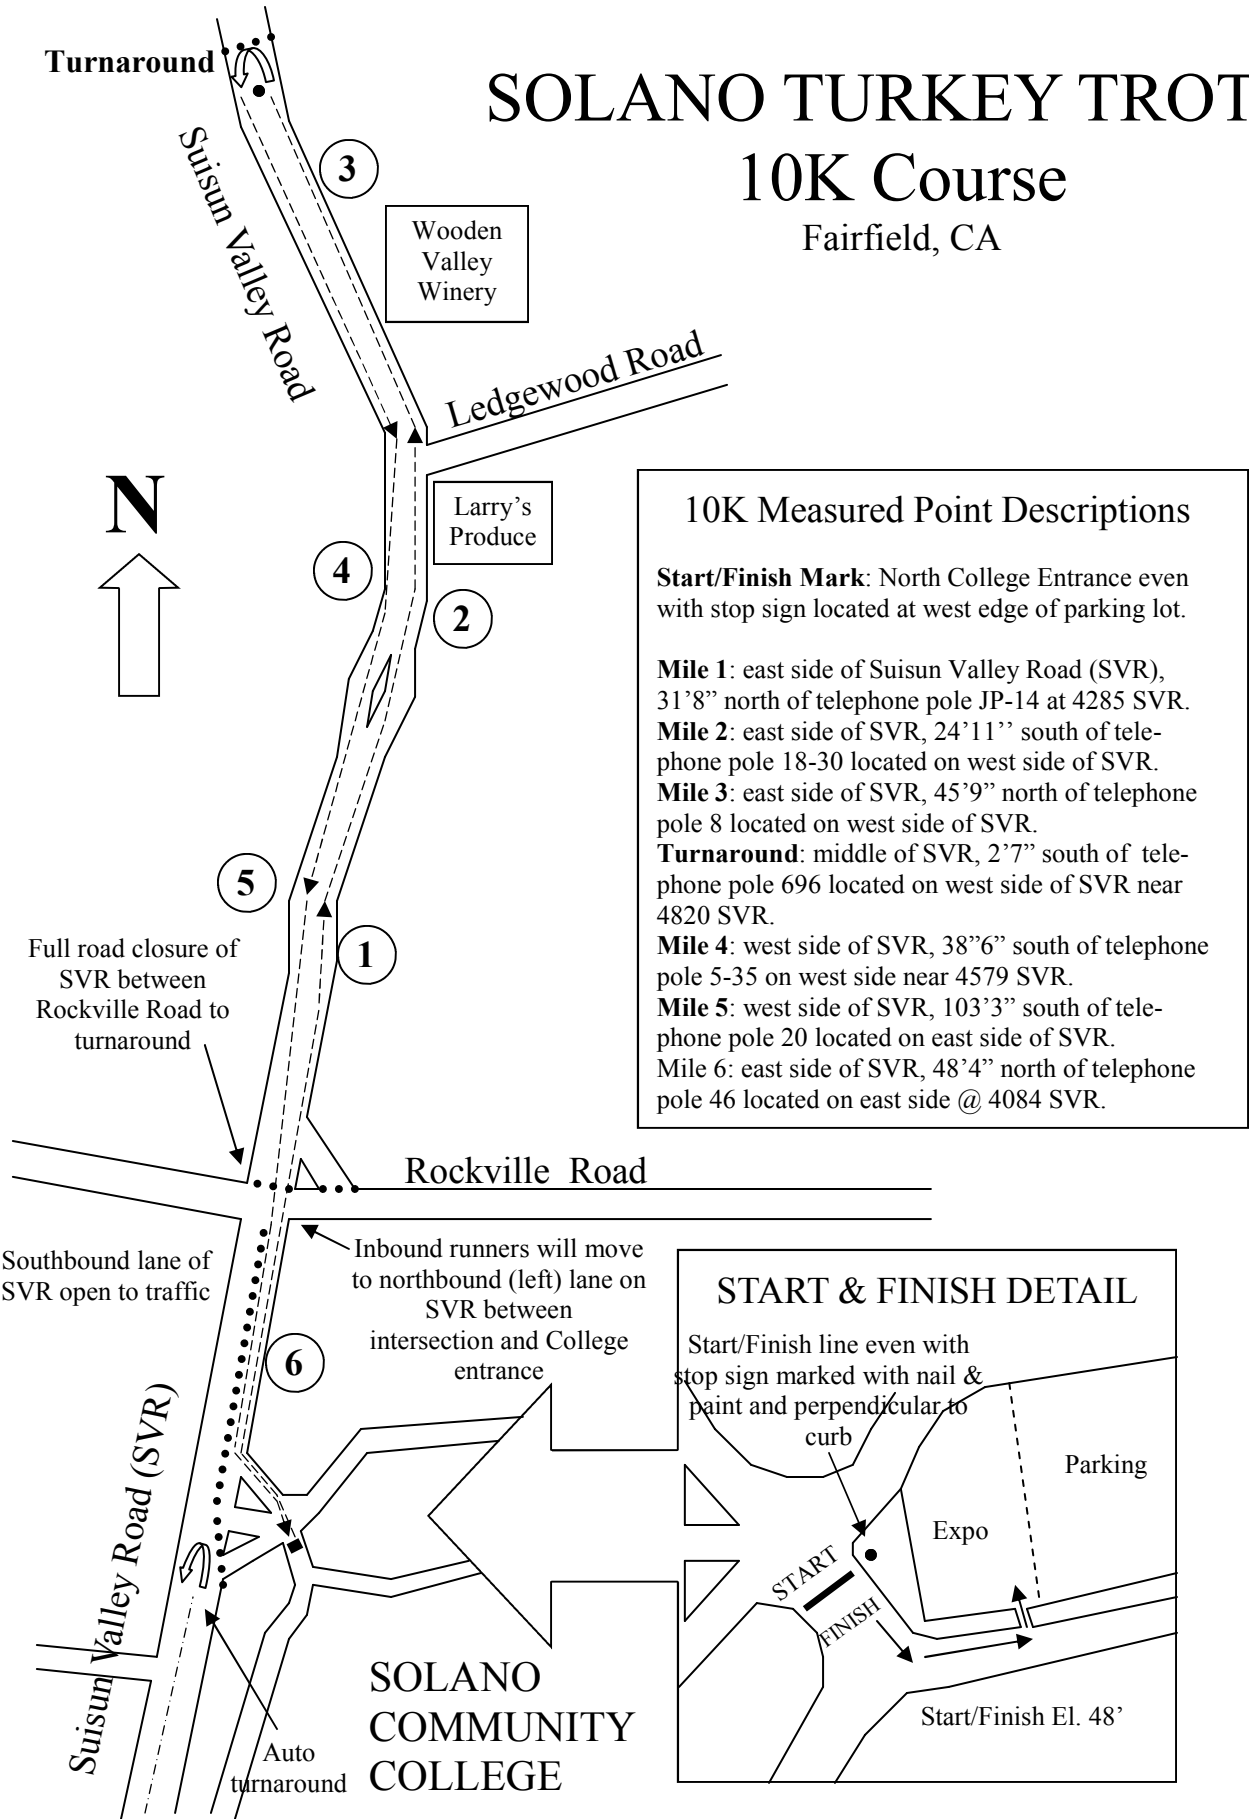 Turnaround
SOLANO TURKEY TROT
10K Course
Fairfield, CA
3
Suisun Valley Road
Wooden
Valley
Winery
Ledgewood Road
N
Larry’s
Produce
4
2
10K Measured Point Descriptions
Start/Finish Mark: North College Entrance even
with stop sign located at west edge of parking lot.
Mile 1: east side of Suisun Valley Road (SVR),
31’8” north of telephone pole JP-14 at 4285 SVR.
Mile 2: east side of SVR, 24’11’’ south of tele-
phone pole 18-30 located on west side of SVR.
Mile 3: east side of SVR, 45’9” north of telephone
pole 8 located on west side of SVR.
Turnaround: middle of SVR, 2’7” south of tele-
phone pole 696 located on west side of SVR near
4820 SVR.
Mile 4: west side of SVR, 38”6” south of telephone
pole 5-35 on west side near 4579 SVR.
Mile 5: west side of SVR, 103’3” south of tele-
phone pole 20 located on east side of SVR.
Mile 6: east side of SVR, 48’4” north of telephone
pole 46 located on east side @ 4084 SVR.
5
1
Full road closure of
SVR between
Rockville Road to
turnaround
Rockville Road
Southbound lane of
SVR open to traffic
Inbound runners will move
to northbound (left) lane on
SVR between
intersection and College
entrance
6
START & FINISH DETAIL
Start/Finish line even with
stop sign marked with nail &
paint and perpendicular to
curb
Parking
Expo
START
FINISH
Start/Finish El. 48’
Suisun Valley Road (SVR)
Auto
turnaround
SOLANO
COMMUNITY
COLLEGE